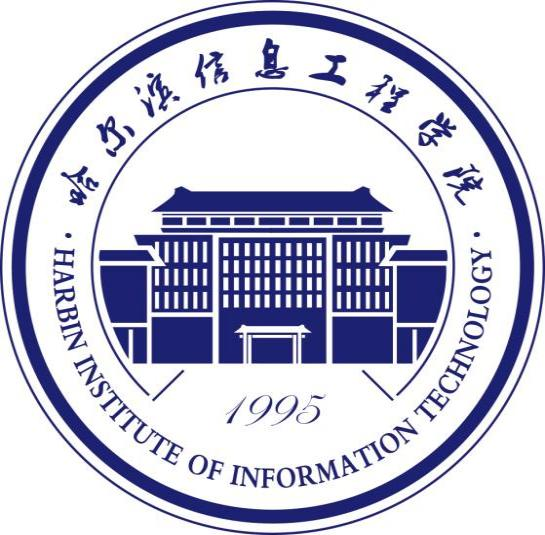 哈尔滨信息工程学院
· HARBIN INSTITUTE OF INFORMATION TECHNOLOGY ·
1995